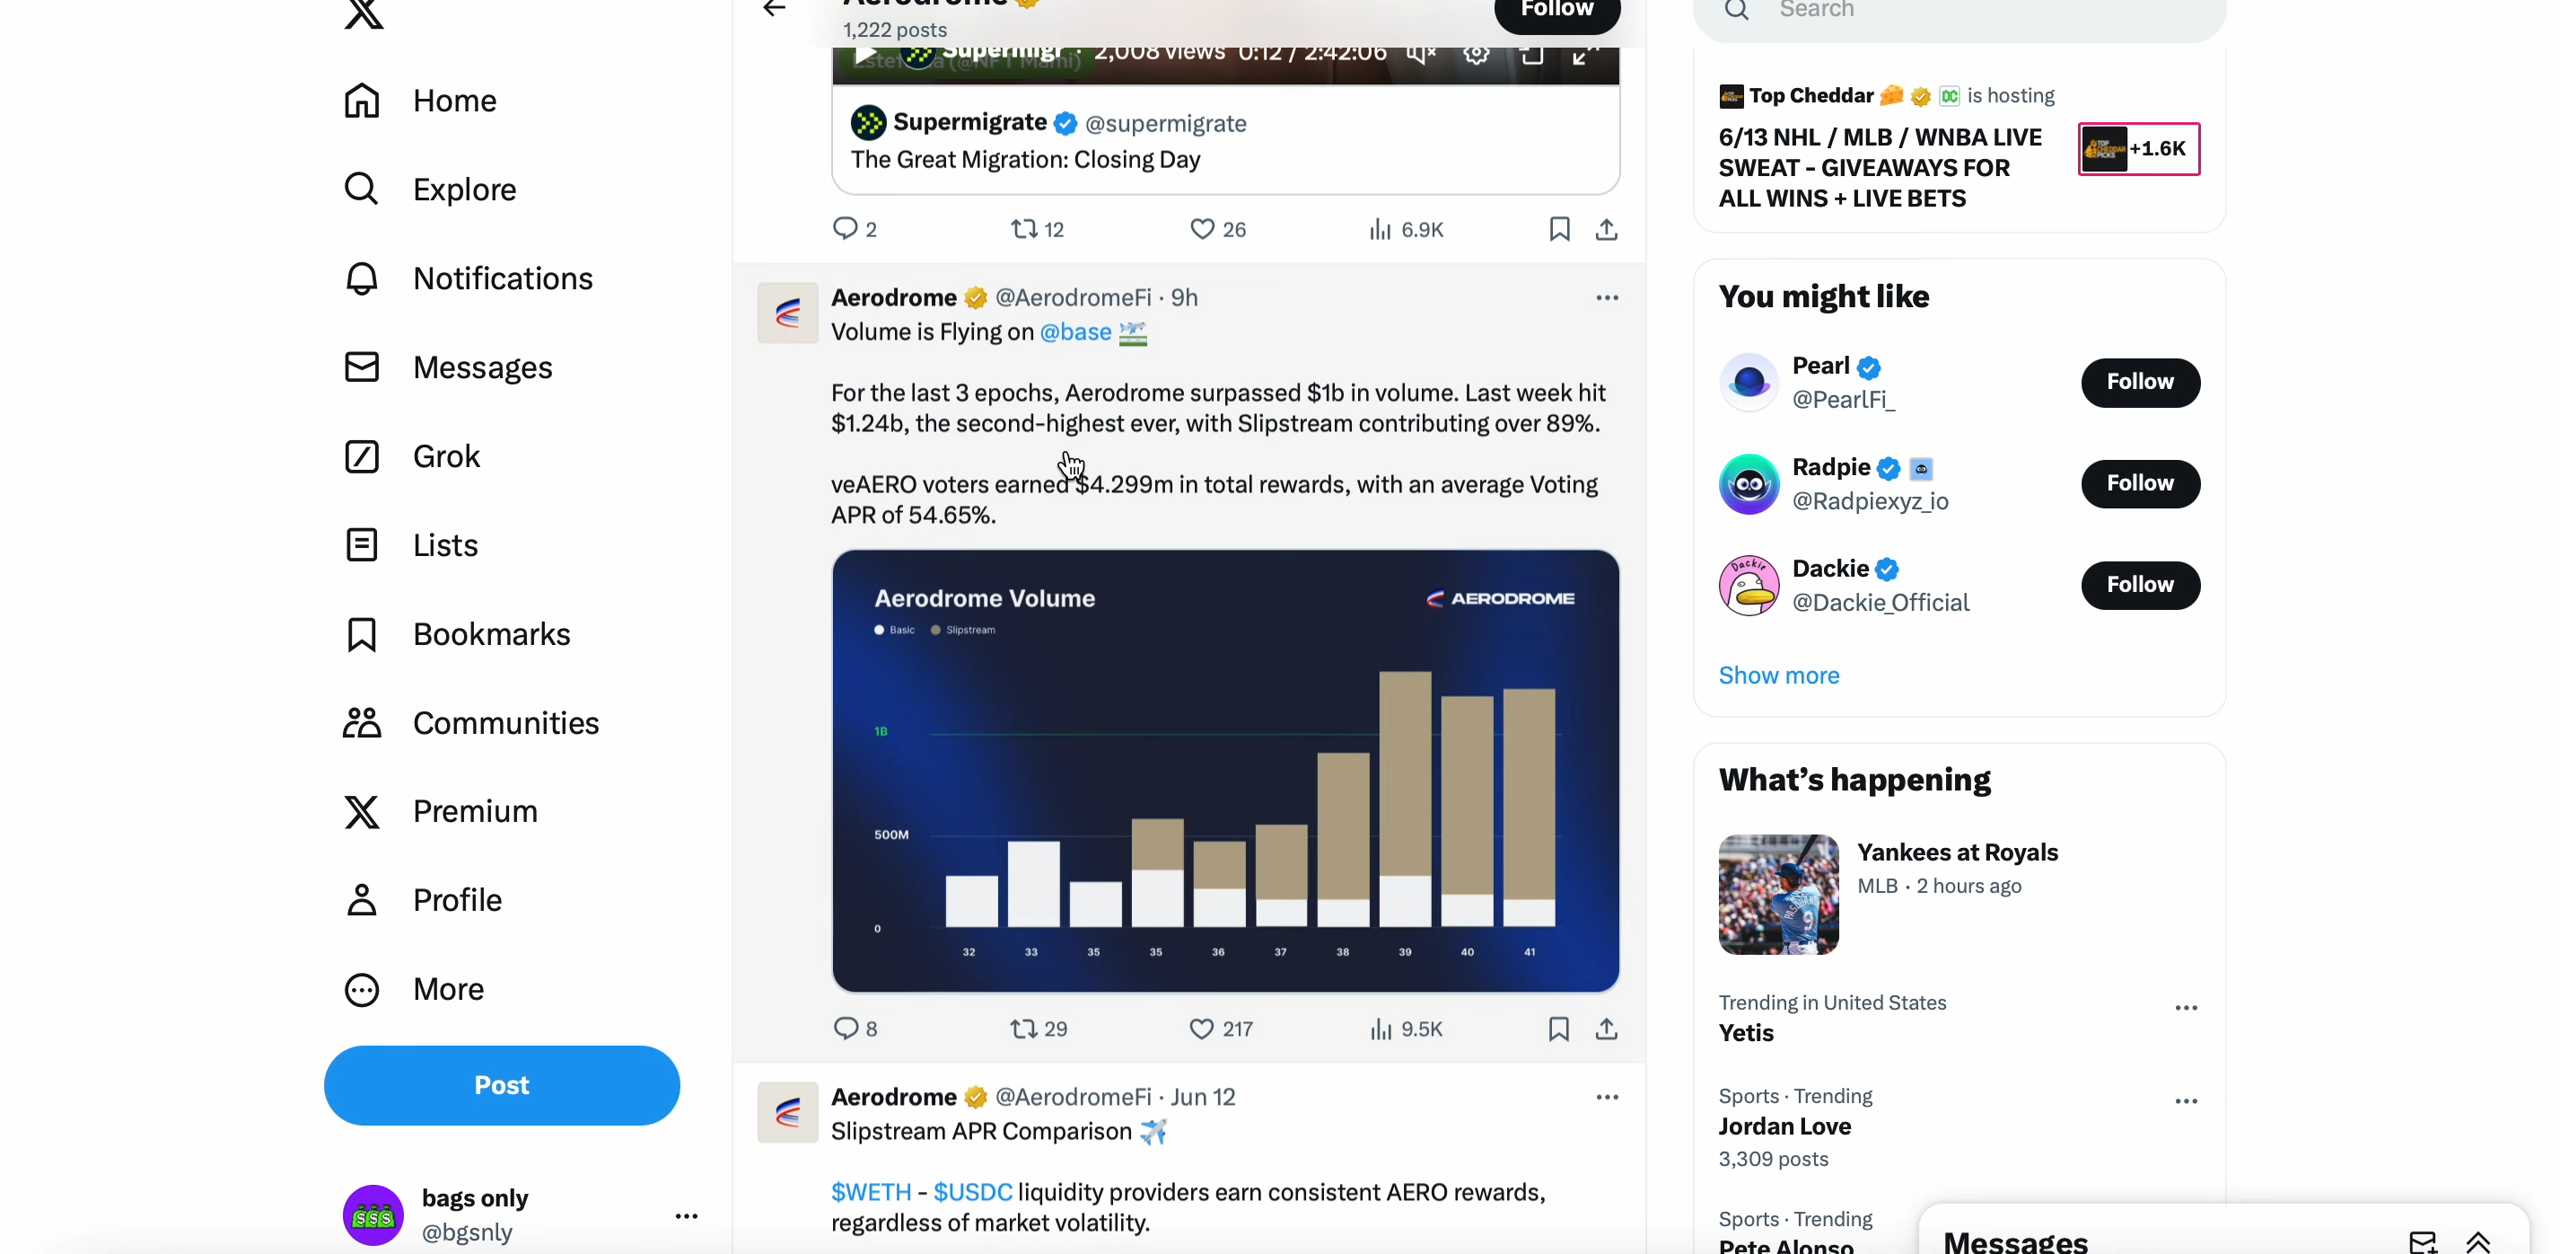 Home
Explore
Notifications
Messages
Grok
Lists
Bookmarks
Communities
Premium
Profile
More
Post
bags only
@bgsnly
Aerodrome
1,222 posts
Follow
Supermigr · 2,008 views 0:12 / 2:42:06
Supermigrate @supermigrate
The Great Migration: Closing Day
2 12 26 6.9K
Aerodrome @AerodromeFi · 9h
Volume is Flying on @base
For the last 3 epochs, Aerodrome surpassed $1b in volume. Last week hit
$1.24b, the second-highest ever, with Slipstream contributing over 89%.
veAERO voters earned $4.299m in total rewards, with an average Voting
APR of 54.65%.
Aerodrome Volume
AERODROME
Basic Slipstream
1B
500M
0
32 33 35 35 36 37 38 39 40 41
8 29 217 9.5K
Aerodrome @AerodromeFi · Jun 12
Slipstream APR Comparison
$WETH - $USDC liquidity providers earn consistent AERO rewards,
regardless of market volatility.
Search
Top Cheddar is hosting
6/13 NHL / MLB / WNBA LIVE
SWEAT - GIVEAWAYS FOR
ALL WINS + LIVE BETS
+1.6K
You might like
Pearl
@PearlFi_
Follow
Radpie
@Radpiexyz_io
Follow
Dackie
@Dackie_Official
Follow
Show more
What's happening
Yankees at Royals
MLB · 2 hours ago
Trending in United States
Yetis
Sports · Trending
Jordan Love
3,309 posts
Sports · Trending
Pete Alonso
Messages